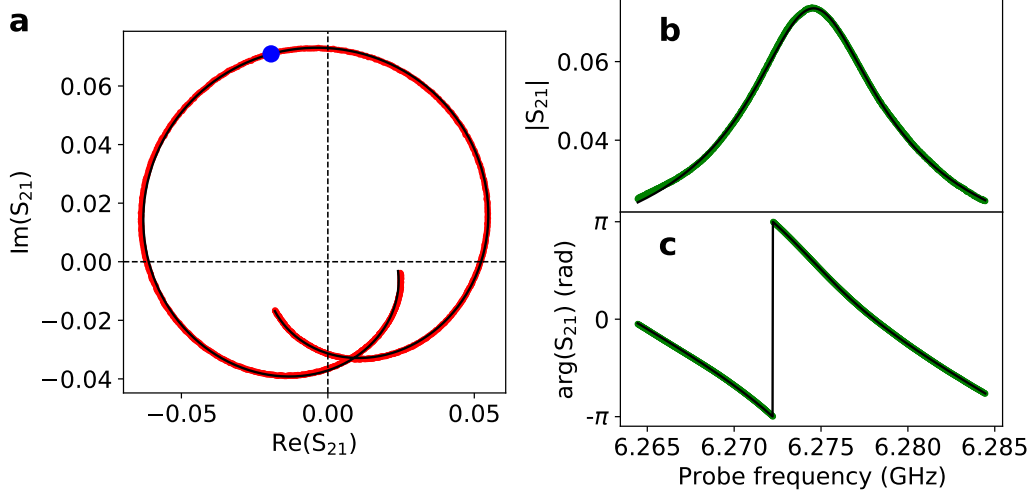 a
0.06
0.04
0.02
0.00
−0.02
−0.04
Im(S21)
−0.05
0.00
0.05
Re(S21)
b
0.06
0.04
|S21|
c
π
0
-π
arg(S21) (rad)
6.265
6.270
6.275
6.280
6.285
Probe frequency (GHz)